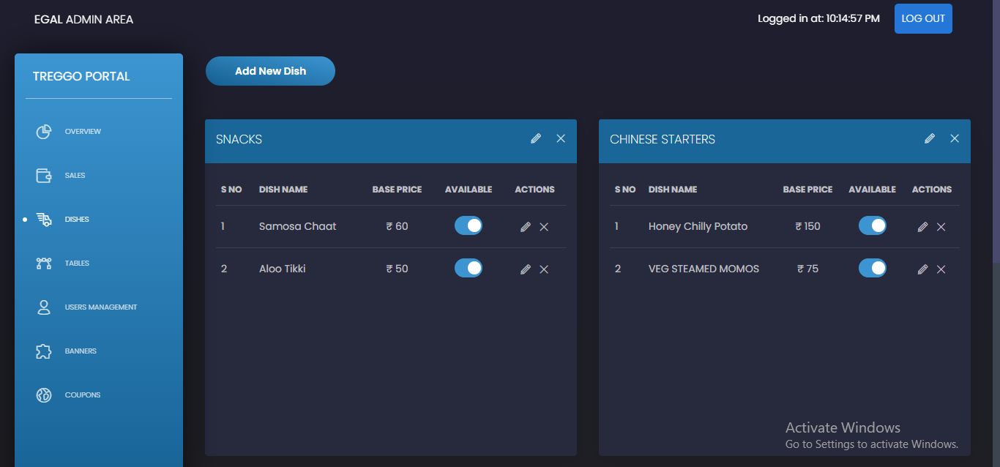 EGAL ADMIN AREA
Logged in at: 10:14:57 PM
LOG OUT
TREGGO PORTAL
OVERVIEW
SALES
DISHES
TABLES
USERS MANAGEMENT
BANNERS
COUPONS
Add New Dish
SNACKS
S NO DISH NAME BASE PRICE AVAILABLE ACTIONS
1 Samosa Chaat ₹ 60
2 Aloo Tikki ₹ 50
CHINESE STARTERS
S NO DISH NAME BASE PRICE AVAILABLE ACTIONS
1 Honey Chilly Potato ₹ 150
2 VEG STEAMED MOMOS ₹ 75
Activate Windows
Go to Settings to activate Windows.